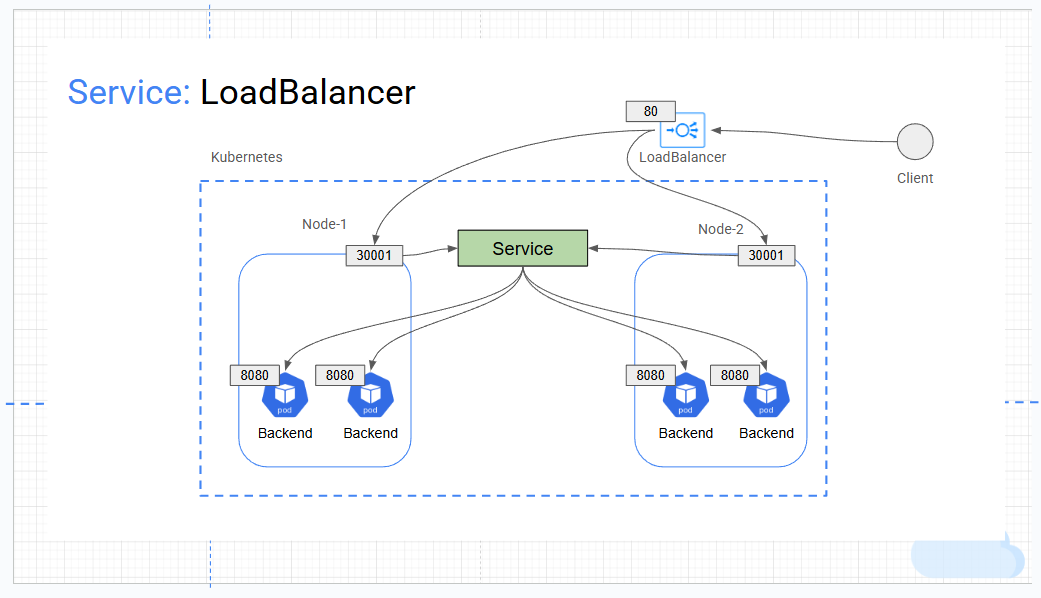 Service: LoadBalancer
80
LoadBalancer
Kubernetes
Client
Node-1
Node-2
30001
Service
30001
8080
8080
8080
8080
pod
pod
pod
pod
Backend
Backend
Backend
Backend